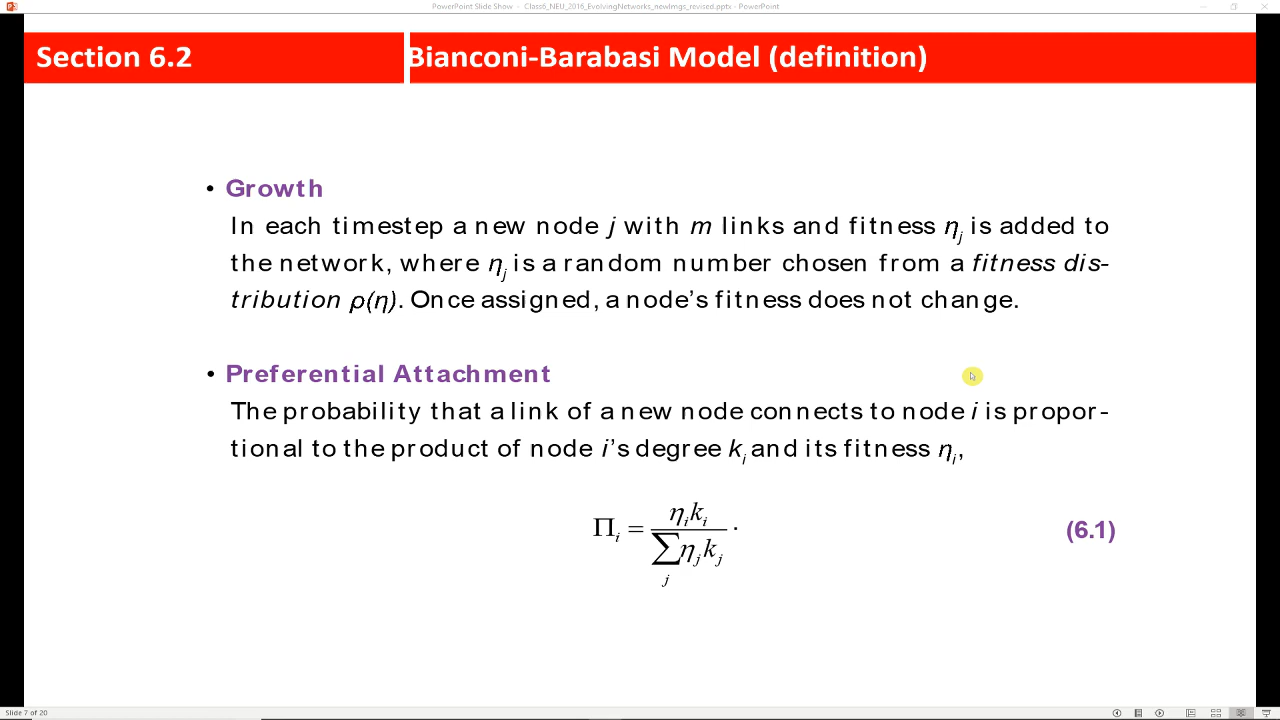 PowerPoint Slide Show - Class6_NEU_2016_EvolvingNetworks_newImgs_revised.pptx - PowerPoint
Section 6.2
Bianconi-Barabasi Model (definition)
• Growth
In each timestep a new node j with m links and fitness ηj is added to
the network, where ηj is a random number chosen from a fitness dis-
tribution ρ(η). Once assigned, a node’s fitness does not change.
• Preferential Attachment
The probability that a link of a new node connects to node i is propor-
tional to the product of node i’s degree ki and its fitness ηi,
Πi = ηiki / ∑j ηjkj . (6.1)
Slide 7 of 20